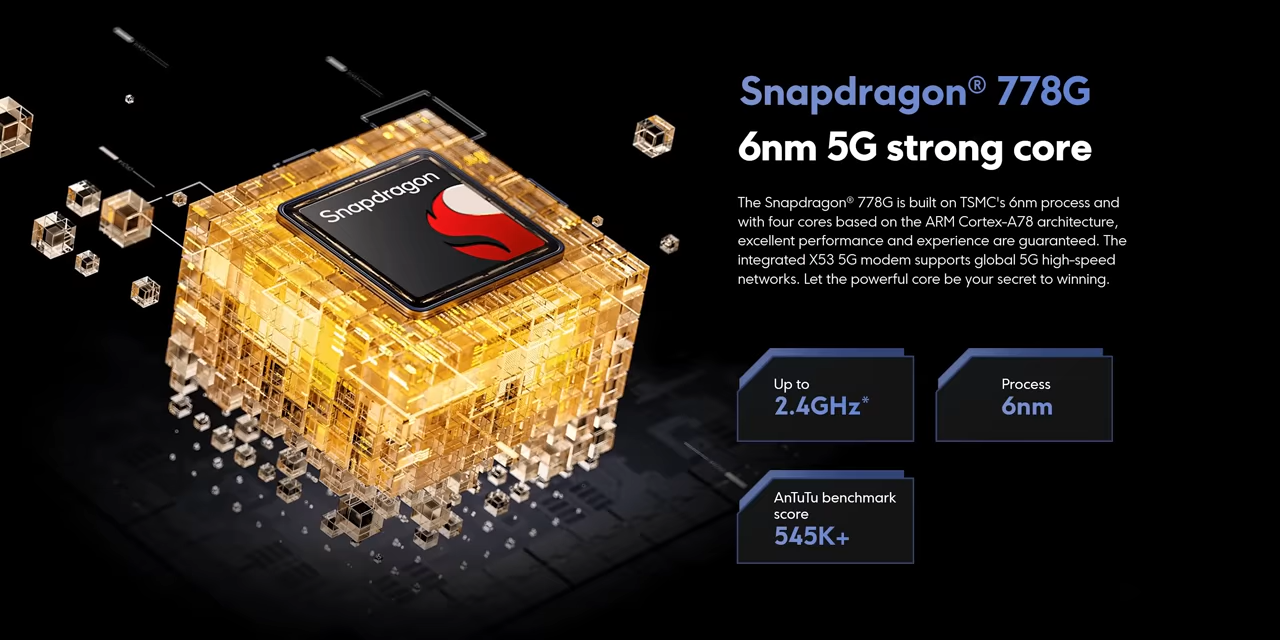 Snapdragon
Snapdragon® 778G
6nm 5G strong core
The Snapdragon® 778G is built on TSMC's 6nm process and
with four cores based on the ARM Cortex-A78 architecture,
excellent performance and experience are guaranteed. The
integrated X53 5G modem supports global 5G high-speed
networks. Let the powerful core be your secret to winning.
Up to
2.4GHz*
Process
6nm
AnTuTu benchmark
score
545K+